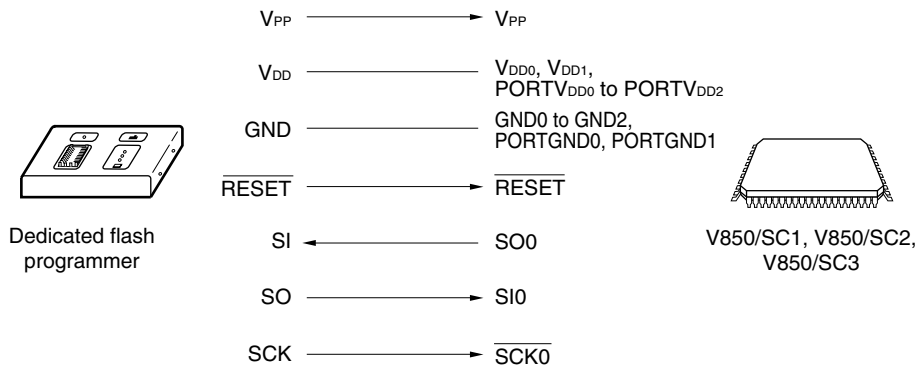 VPP VPP
VDD VDD0, VDD1,
PORTVDD0 to PORTVDD2
GND GND0 to GND2,
PORTGND0, PORTGND1
RESET RESET
SI SO0
SO SI0
SCK SCK0
Dedicated flash
programmer
V850/SC1, V850/SC2,
V850/SC3